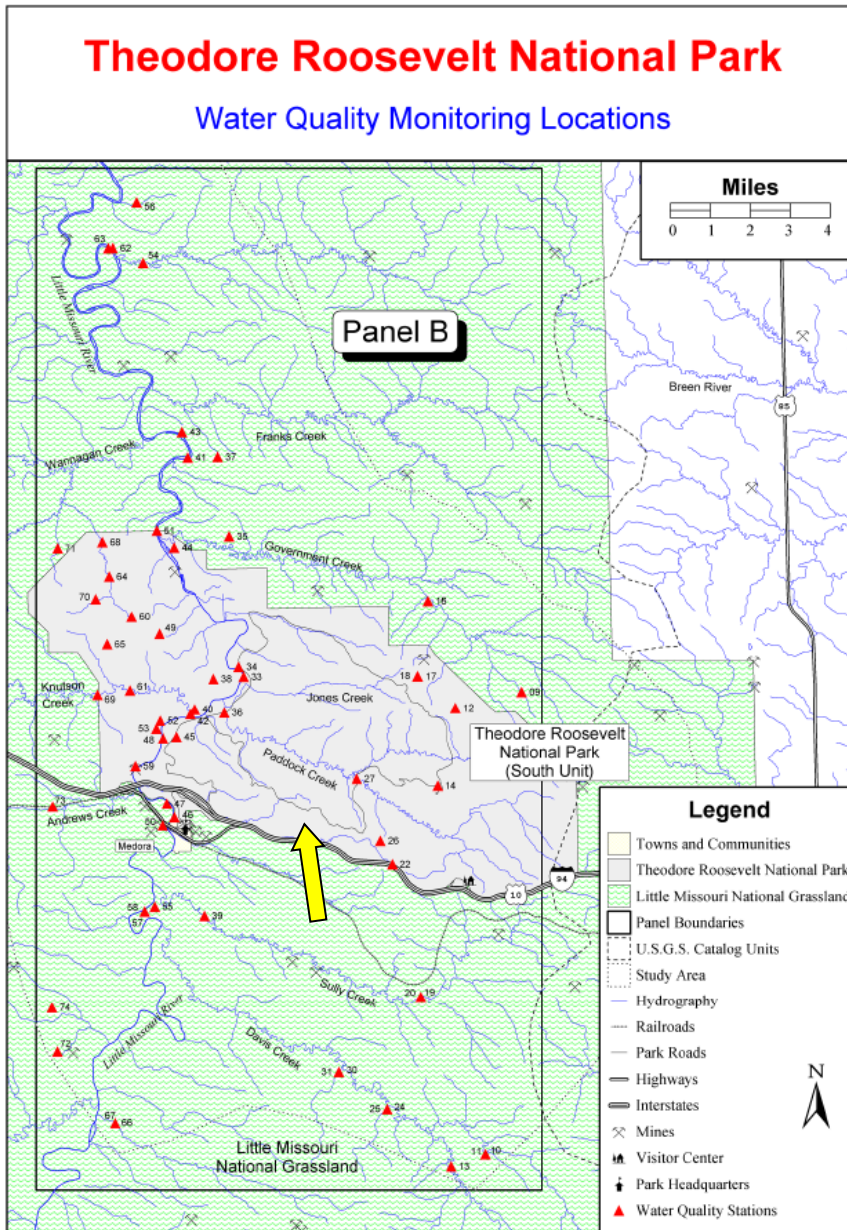 Theodore Roosevelt National Park
Water Quality Monitoring Locations
Miles
0 1 2 3 4
Panel B
56
63
62
54
Little Missouri River
Breen River
85
43
Franks Creek
Wannagan Creek
41
37
51
35
71
68
44
Government Creek
64
70
16
60
49
65
34
33
18
17
38
Knutson
Creek
61
69
Jones Creek
09
12
40
36
52
42
53
48
45
Theodore Roosevelt
National Park
(South Unit)
Paddock Creek
59
27
14
73
47
Andrews Creek
46
50
Medora
26
22
94
10
58
55
57
39
20
19
Sully Creek
74
Little Missouri River
Davis Creek
72
31
30
25
24
67
66
11
10
13
Little Missouri
National Grassland
Legend
Towns and Communities
Theodore Roosevelt National Park
Little Missouri National Grassland
Panel Boundaries
U.S.G.S. Catalog Units
Study Area
Hydrography
Railroads
Park Roads
Highways
Interstates
Mines
Visitor Center
Park Headquarters
Water Quality Stations
N